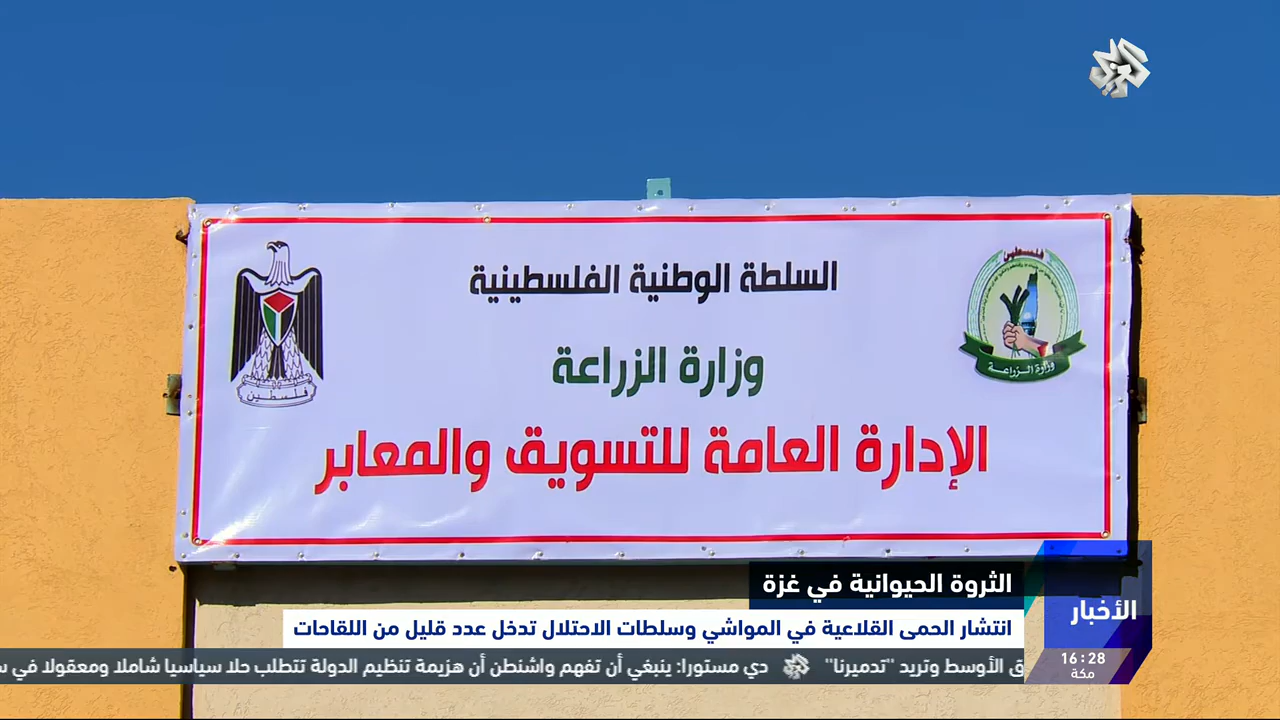 السلطة الوطنية الفلسطينية
وزارة الزراعة
الإدارة العامة للتسويق والمعابر
فلسطين
فلسطين
وزارة الزراعة
الثروة الحيوانية في غزة
الأخبار
انتشار الحمى القلاعية في المواشي وسلطات الاحتلال تدخل عدد قليل من اللقاحات
16:28
مكة
ق الأوسط وتريد "تدميرنا" دي مستورا: ينبغي أن تفهم واشنطن أن هزيمة تنظيم الدولة تتطلب حلا سياسيا شاملا ومعقولا في س